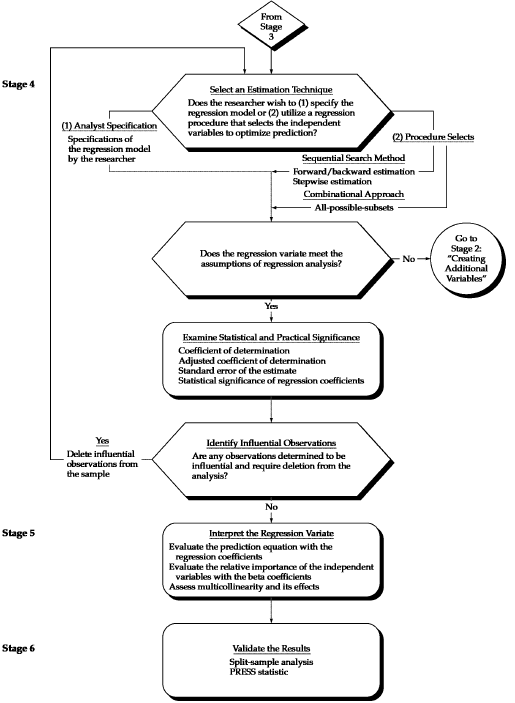 From
Stage
3
Stage 4
Select an Estimation Technique
Does the researcher wish to (1) specify the
regression model or (2) utilize a regression
procedure that selects the independent
variables to optimize prediction?
(1) Analyst Specification
Specifications of
the regression model
by the researcher
(2) Procedure Selects
Sequential Search Method
Forward/backward estimation
Stepwise estimation
Combinational Approach
All-possible-subsets
Does the regression variate meet the
assumptions of regression analysis?
No
Go to
Stage 2:
"Creating
Additional
Variables"
Yes
Examine Statistical and Practical Significance
Coefficient of determination
Adjusted coefficient of determination
Standard error of the estimate
Statistical significance of regression coefficients
Yes
Delete influential
observations from
the sample
Identify Influential Observations
Are any observations determined to be
influential and require deletion from the
analysis?
No
Stage 5
Interpret the Regression Variate
Evaluate the prediction equation with the
regression coefficients
Evaluate the relative importance of the independent
variables with the beta coefficients
Assess multicollinearity and its effects
Stage 6
Validate the Results
Split-sample analysis
PRESS statistic